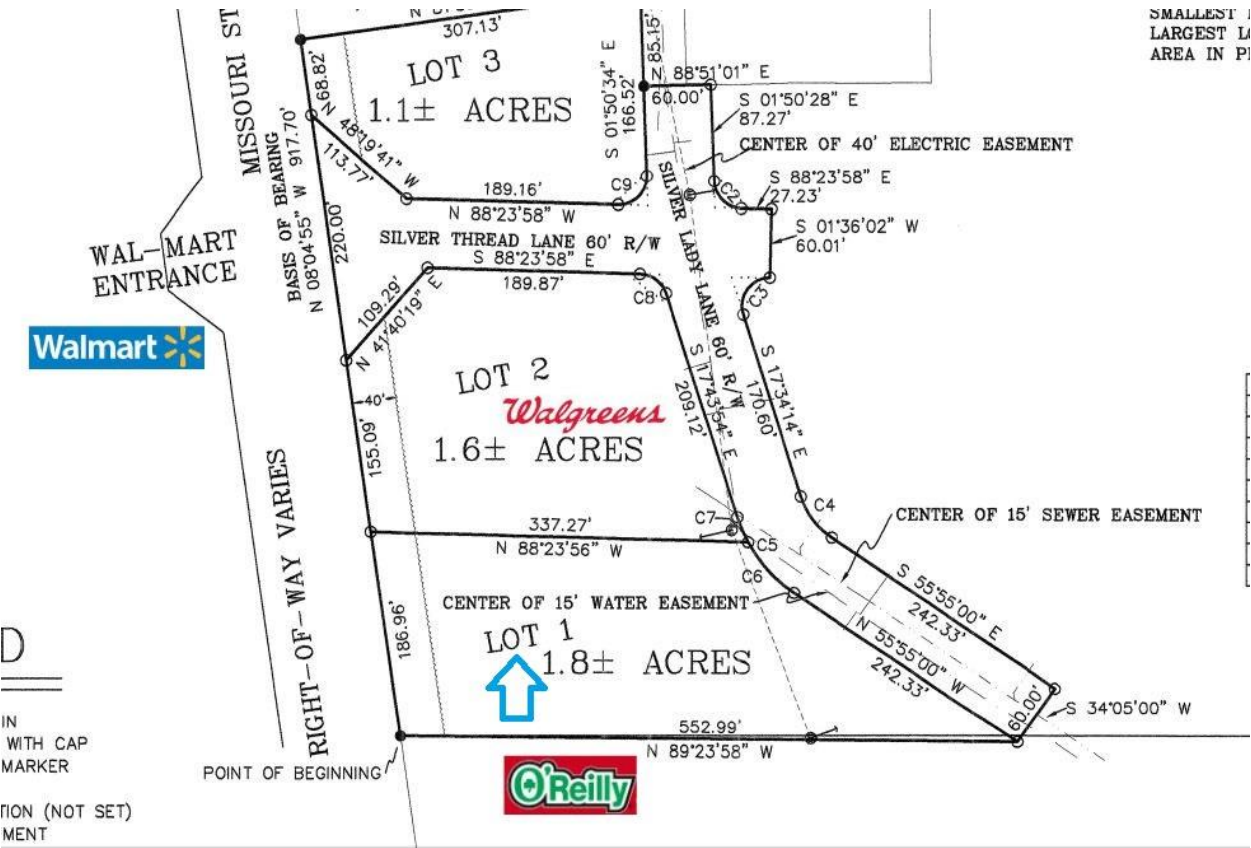 MISSOURI ST
307.13'
SMALLEST
LARGEST
AREA IN
LOT 3
1.1± ACRES
68.82'
N 48°19'41" W
113.77'
S 01°50'34" E
166.52'
85.15'
N 88°51'01" E
60.00'
S 01°50'28" E
87.27'
CENTER OF 40' ELECTRIC EASEMENT
C9
C2
S 88°23'58" E
27.23'
S 01°36'02" W
60.01'
189.16'
N 88°23'58" W
SILVER THREAD LANE 60' R/W
S 88°23'58" E
189.87'
BASIS OF BEARING
N 08°04'55" W 917.70'
220.00'
WAL-MART
ENTRANCE
Walmart
109.29'
N 41°40'19" E
C8
C3
SILVER LADY LANE 60' R/W
S 17°43'54" E
209.12'
S 17°34'14" E
170.60'
LOT 2
Walgreens
1.6± ACRES
40'
155.09'
337.27'
N 88°23'56" W
C7
C5
C4
C6
CENTER OF 15' SEWER EASEMENT
CENTER OF 15' WATER EASEMENT
S 55°55'00" E
242.33'
N 55°55'00" W
242.33'
60.00'
S 34°05'00" W
LOT 1
1.8± ACRES
186.96'
RIGHT-OF-WAY VARIES
552.99'
N 89°23'58" W
POINT OF BEGINNING
O'Reilly
D
IN
WITH CAP
MARKER
TION (NOT SET)
MENT